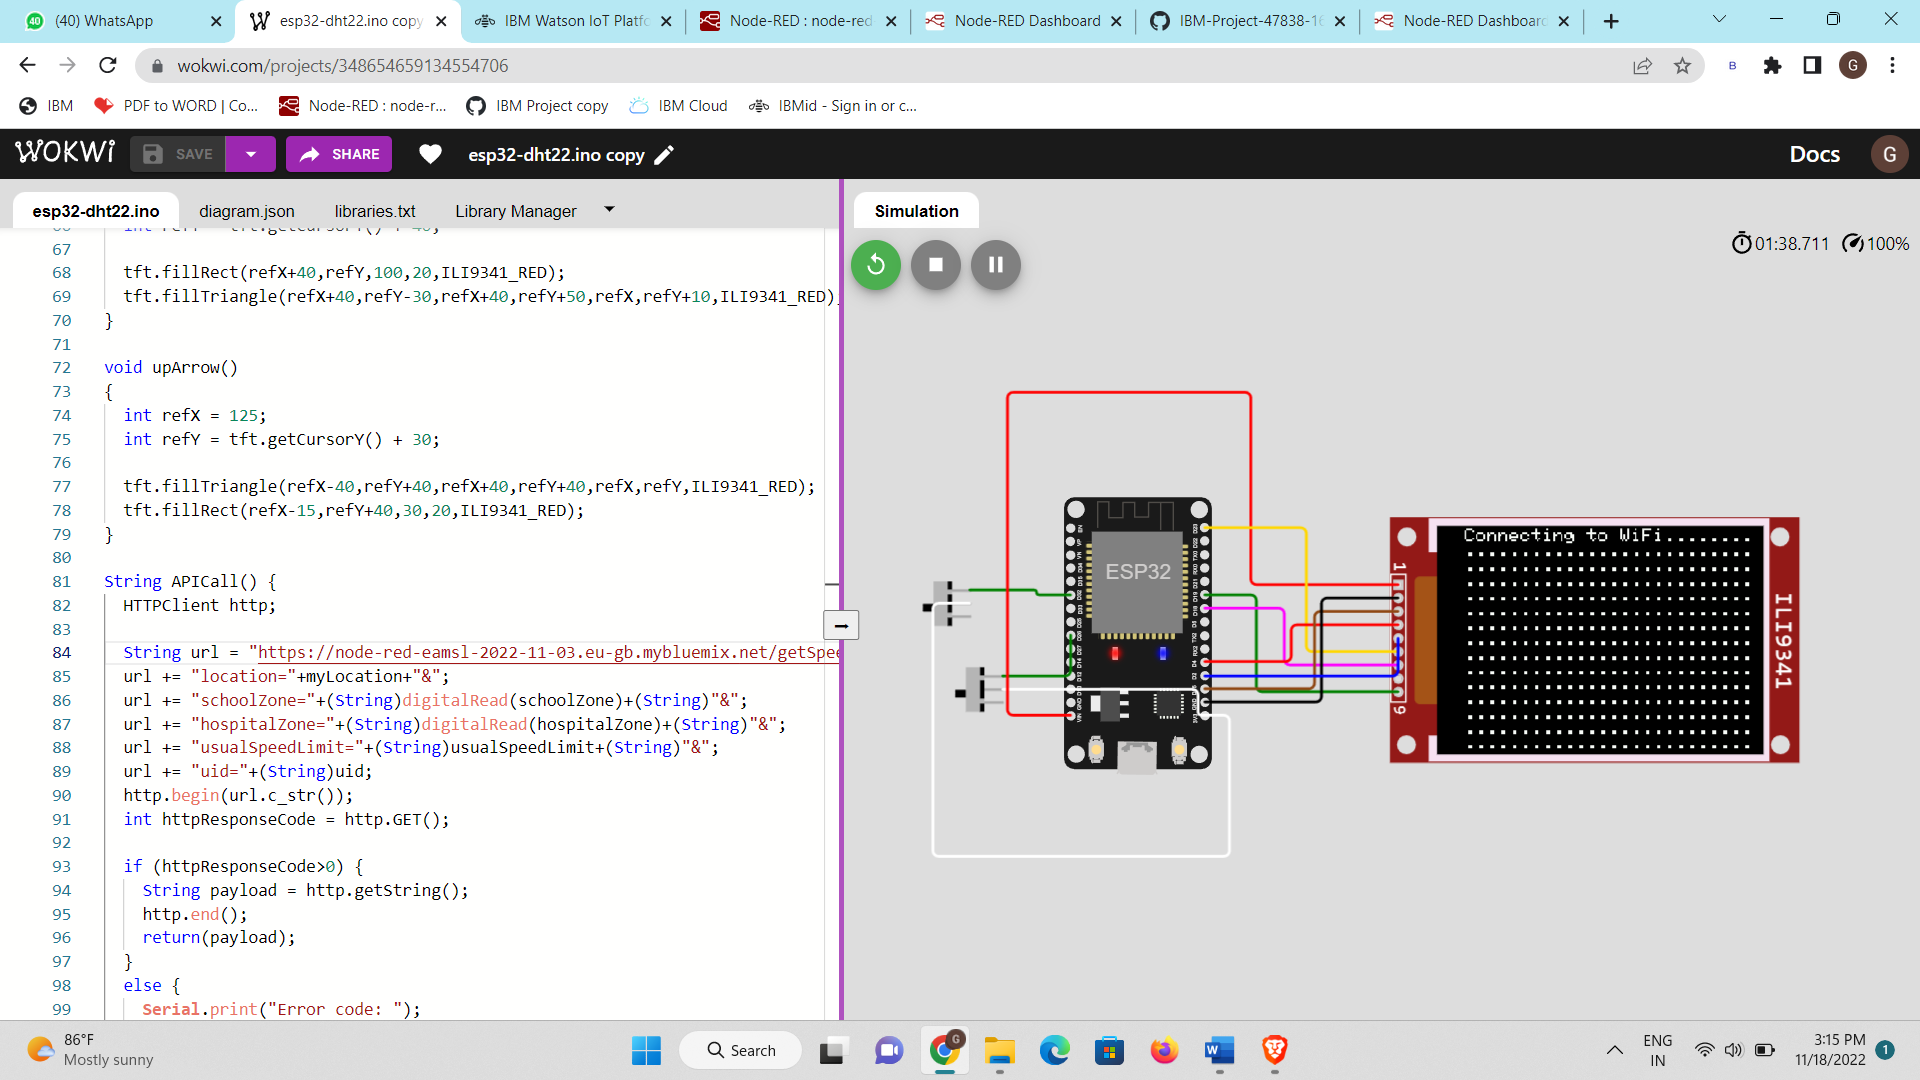 (40) WhatsApp
esp32-dht22.ino copy
IBM Watson IoT Platfo
Node-RED : node-red
Node-RED Dashboard
IBM-Project-47838-16
Node-RED Dashboard
wokwi.com/projects/348654659134554706
B
G
IBM
PDF to WORD | Co...
Node-RED : node-r...
IBM Project copy
IBM Cloud
IBMid - Sign in or c...
WOKWI
SAVE
SHARE
esp32-dht22.ino copy
Docs
G
esp32-dht22.ino
diagram.json
libraries.txt
Library Manager
Simulation
01:38.711
100%
66 int refY = tft.getCursorY() + 40;
67
68 tft.fillRect(refX+40,refY,100,20,ILI9341_RED);
69 tft.fillTriangle(refX+40,refY-30,refX+40,refY+50,refX,refY+10,ILI9341_RED);
70 }
71
72 void upArrow()
73 {
74 int refX = 125;
75 int refY = tft.getCursorY() + 30;
76
77 tft.fillTriangle(refX-40,refY+40,refX+40,refY+40,refX,refY,ILI9341_RED);
78 tft.fillRect(refX-15,refY+40,30,20,ILI9341_RED);
79 }
80
81 String APICall() {
82 HTTPClient http;
83
84 String url = "https://node-red-eamsl-2022-11-03.eu-gb.mybluemix.net/getSpee
85 url += "location="+myLocation+"&";
86 url += "schoolZone="+(String)digitalRead(schoolZone)+(String)"&";
87 url += "hospitalZone="+(String)digitalRead(hospitalZone)+(String)"&";
88 url += "usualSpeedLimit="+(String)usualSpeedLimit+(String)"&";
89 url += "uid="+(String)uid;
90 http.begin(url.c_str());
91 int httpResponseCode = http.GET();
92
93 if (httpResponseCode>0) {
94 String payload = http.getString();
95 http.end();
96 return(payload);
97 }
98 else {
99 Serial.print("Error code: ");
ESP32
Connecting to WiFi........
1
9
ILI9341
86°F
Mostly sunny
Search
G
ENG
IN
3:15 PM
11/18/2022
1